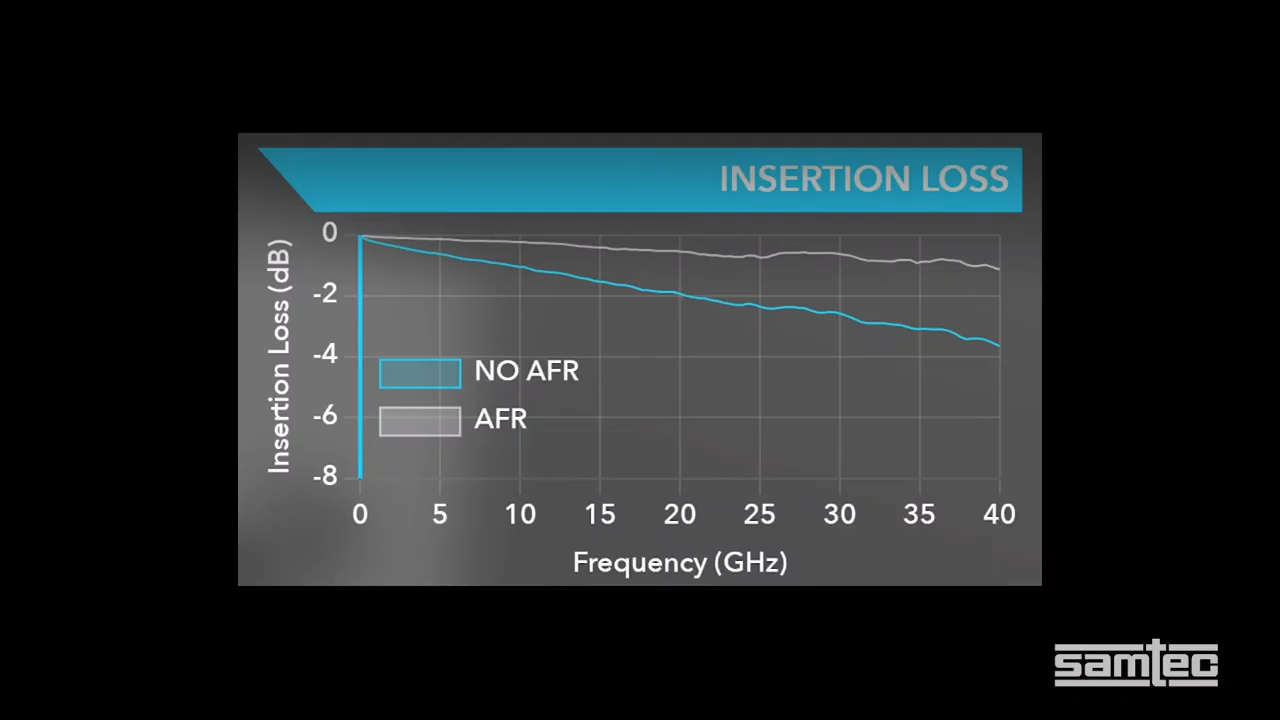 INSERTION LOSS
Insertion Loss (dB)
0
-2
-4
-6
-8
NO AFR
AFR
0 5 10 15 20 25 30 35 40
Frequency (GHz)
samtec